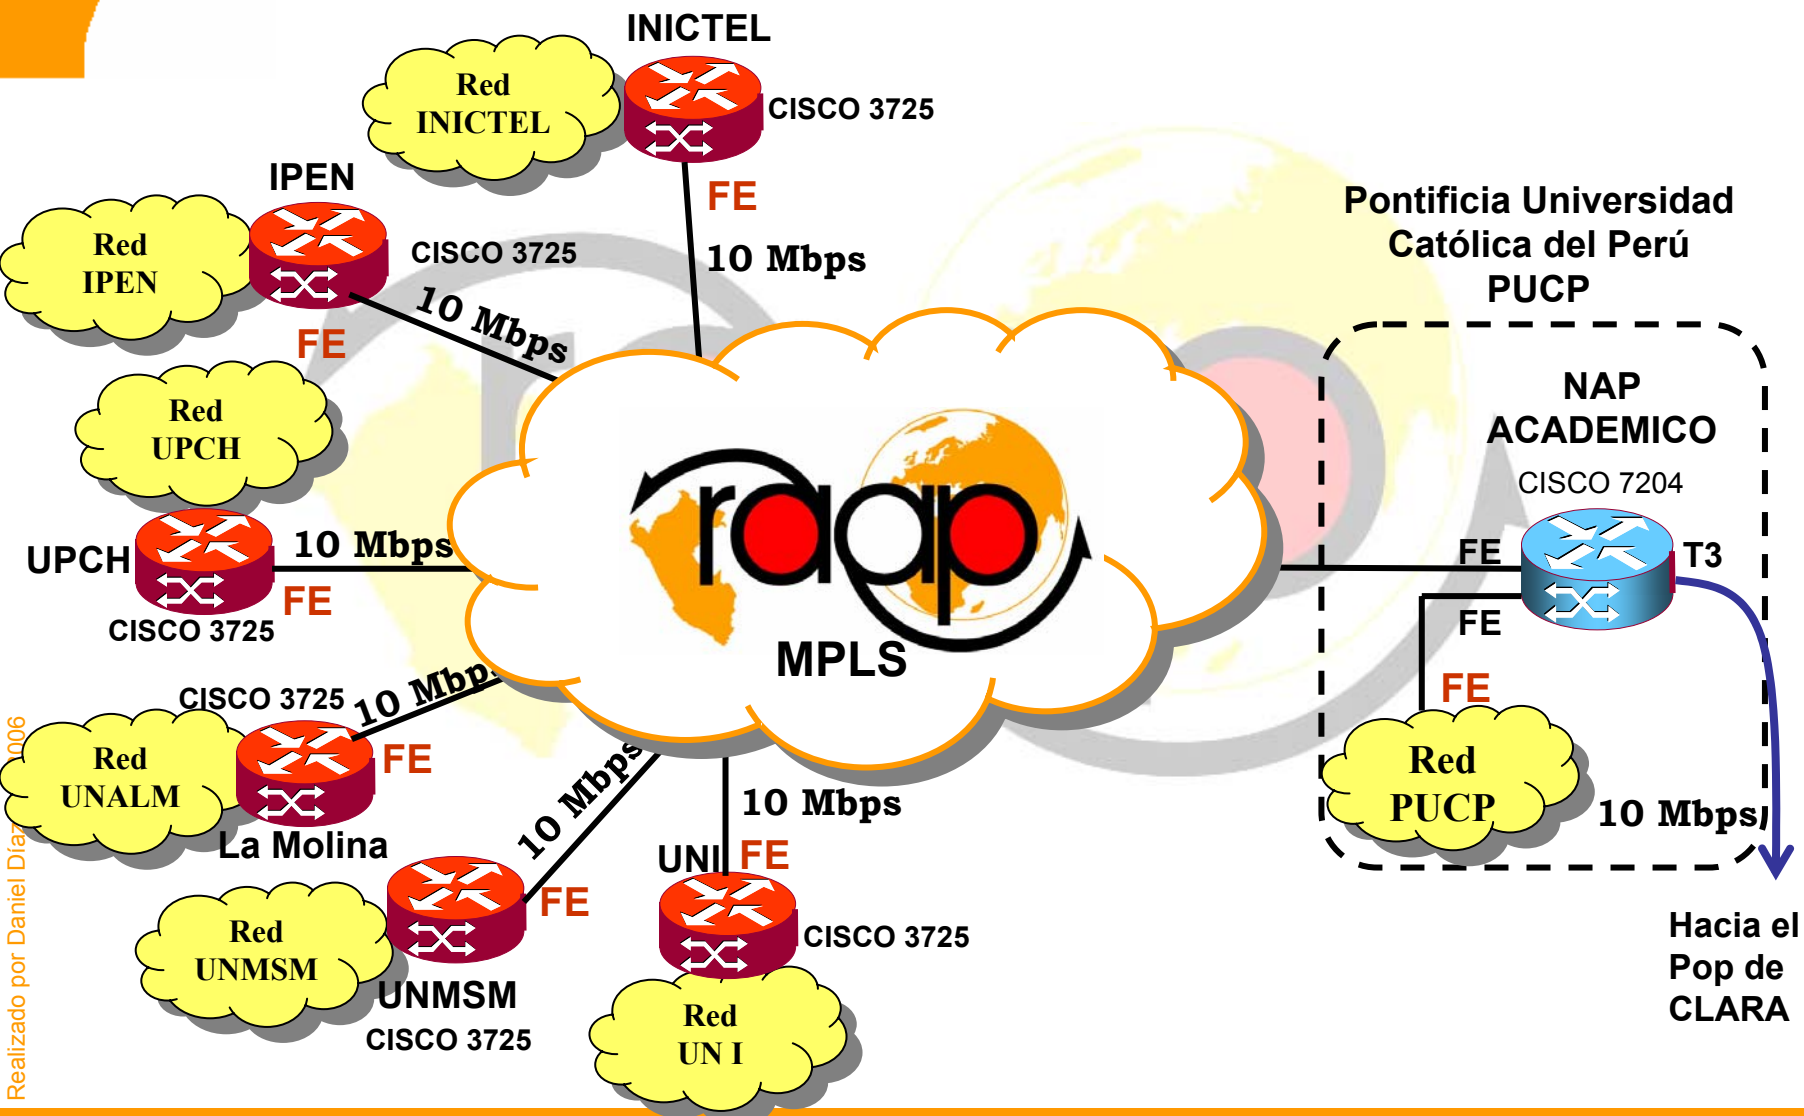 INICTEL
Red
INICTEL
CISCO 3725
FE
10 Mbps
IPEN
Red
IPEN
CISCO 3725
10 Mbps
FE
Red
UPCH
UPCH
10 Mbps
FE
CISCO 3725
CISCO 3725
10 Mbp
Red
UNALM
FE
La Molina
10 Mbps
FE
Red
UNMSM
UNMSM
CISCO 3725
10 Mbps
UNI
FE
CISCO 3725
Red
UN I
raap
MPLS
Pontificia Universidad
Católica del Perú
PUCP
NAP
ACADEMICO
CISCO 7204
FE
T3
FE
FE
Red
PUCP
10 Mbps
Hacia el
Pop de
CLARA
Realizado por Daniel Díaz